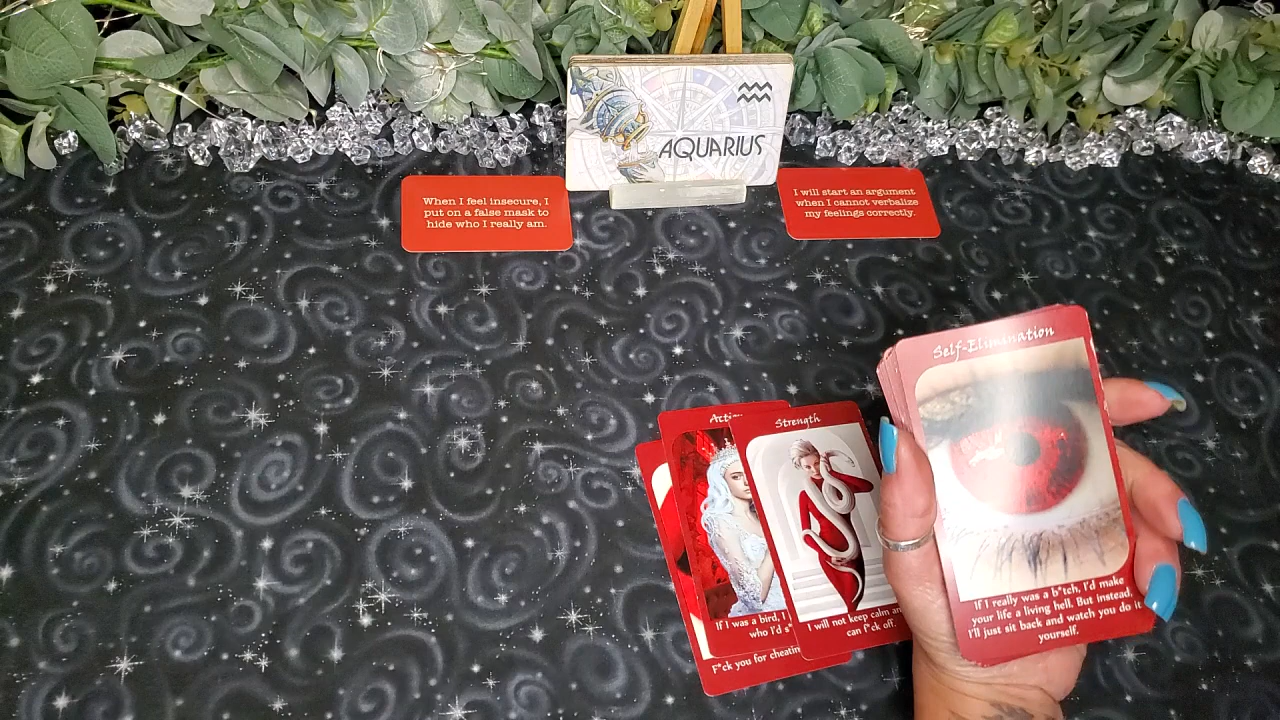 AQUARIUS
When I feel insecure, I
put on a false mask to
hide who I really am.
I will start an argument
when I cannot verbalize
my feelings correctly.
Self-Elimination
If I really was a b*tch, I'd make
your life a living hell. But instead,
I'll just sit back and watch you do it
yourself.
Strength
I will not keep calm
can f*ck off.
If I was a bird, I
who I'd
F*ck you for